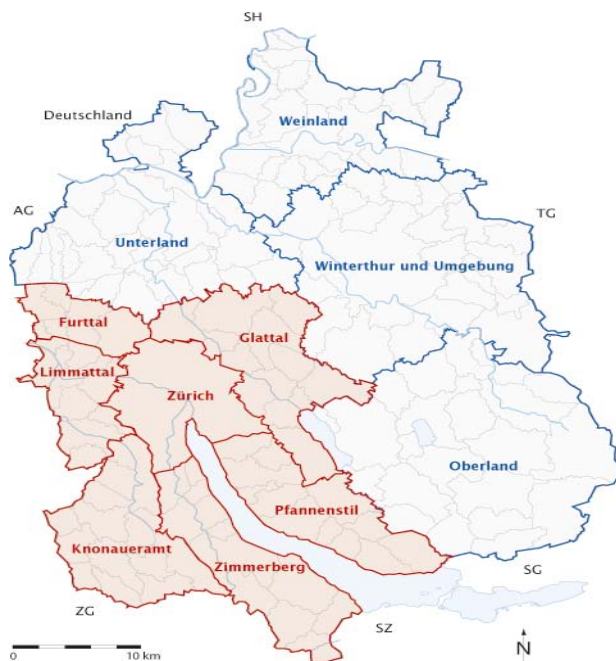 SH
Deutschland
Weinland
AG
TG
Unterland
Winterthur und Umgebung
Furttal
Glattal
Limmattal
Zürich
Oberland
Pfannenstil
Knonaueramt
Zimmerberg
SG
ZG
SZ
N
0
10 km